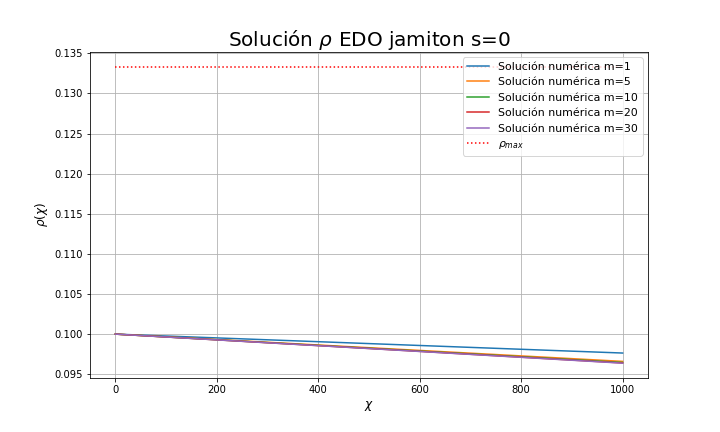 Solución ρ EDO jamiton s=0
ρ(χ)
0.135
0.130
0.125
0.120
0.115
0.110
0.105
0.100
0.095
Solución numérica m=1
Solución numérica m=5
Solución numérica m=10
Solución numérica m=20
Solución numérica m=30
ρmax
0 200 400 600 800 1000
χ